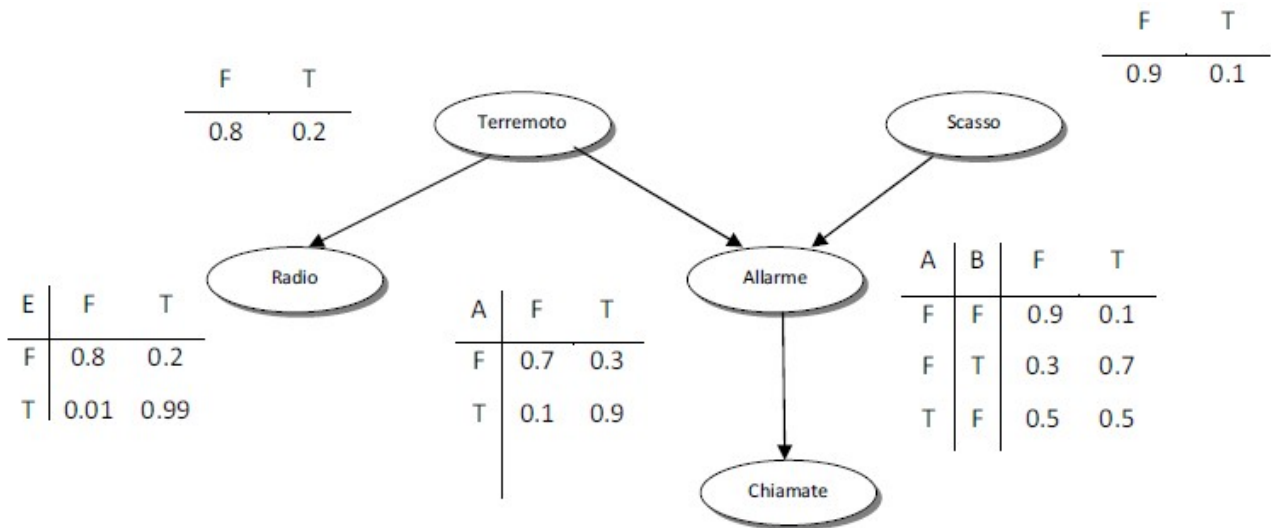 F T
0.9 0.1
F T
0.8 0.2
Terremoto
Scasso
Radio
Allarme
E F T
F 0.8 0.2
T 0.01 0.99
A F T
F 0.7 0.3
T 0.1 0.9
A B F T
F F 0.9 0.1
F T 0.3 0.7
T F 0.5 0.5
Chiamate